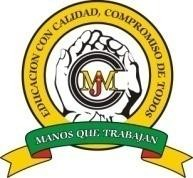 EDUCACION CON CALIDAD, COMPROMISO DE TODOS
MANOS QUE TRABAJAN